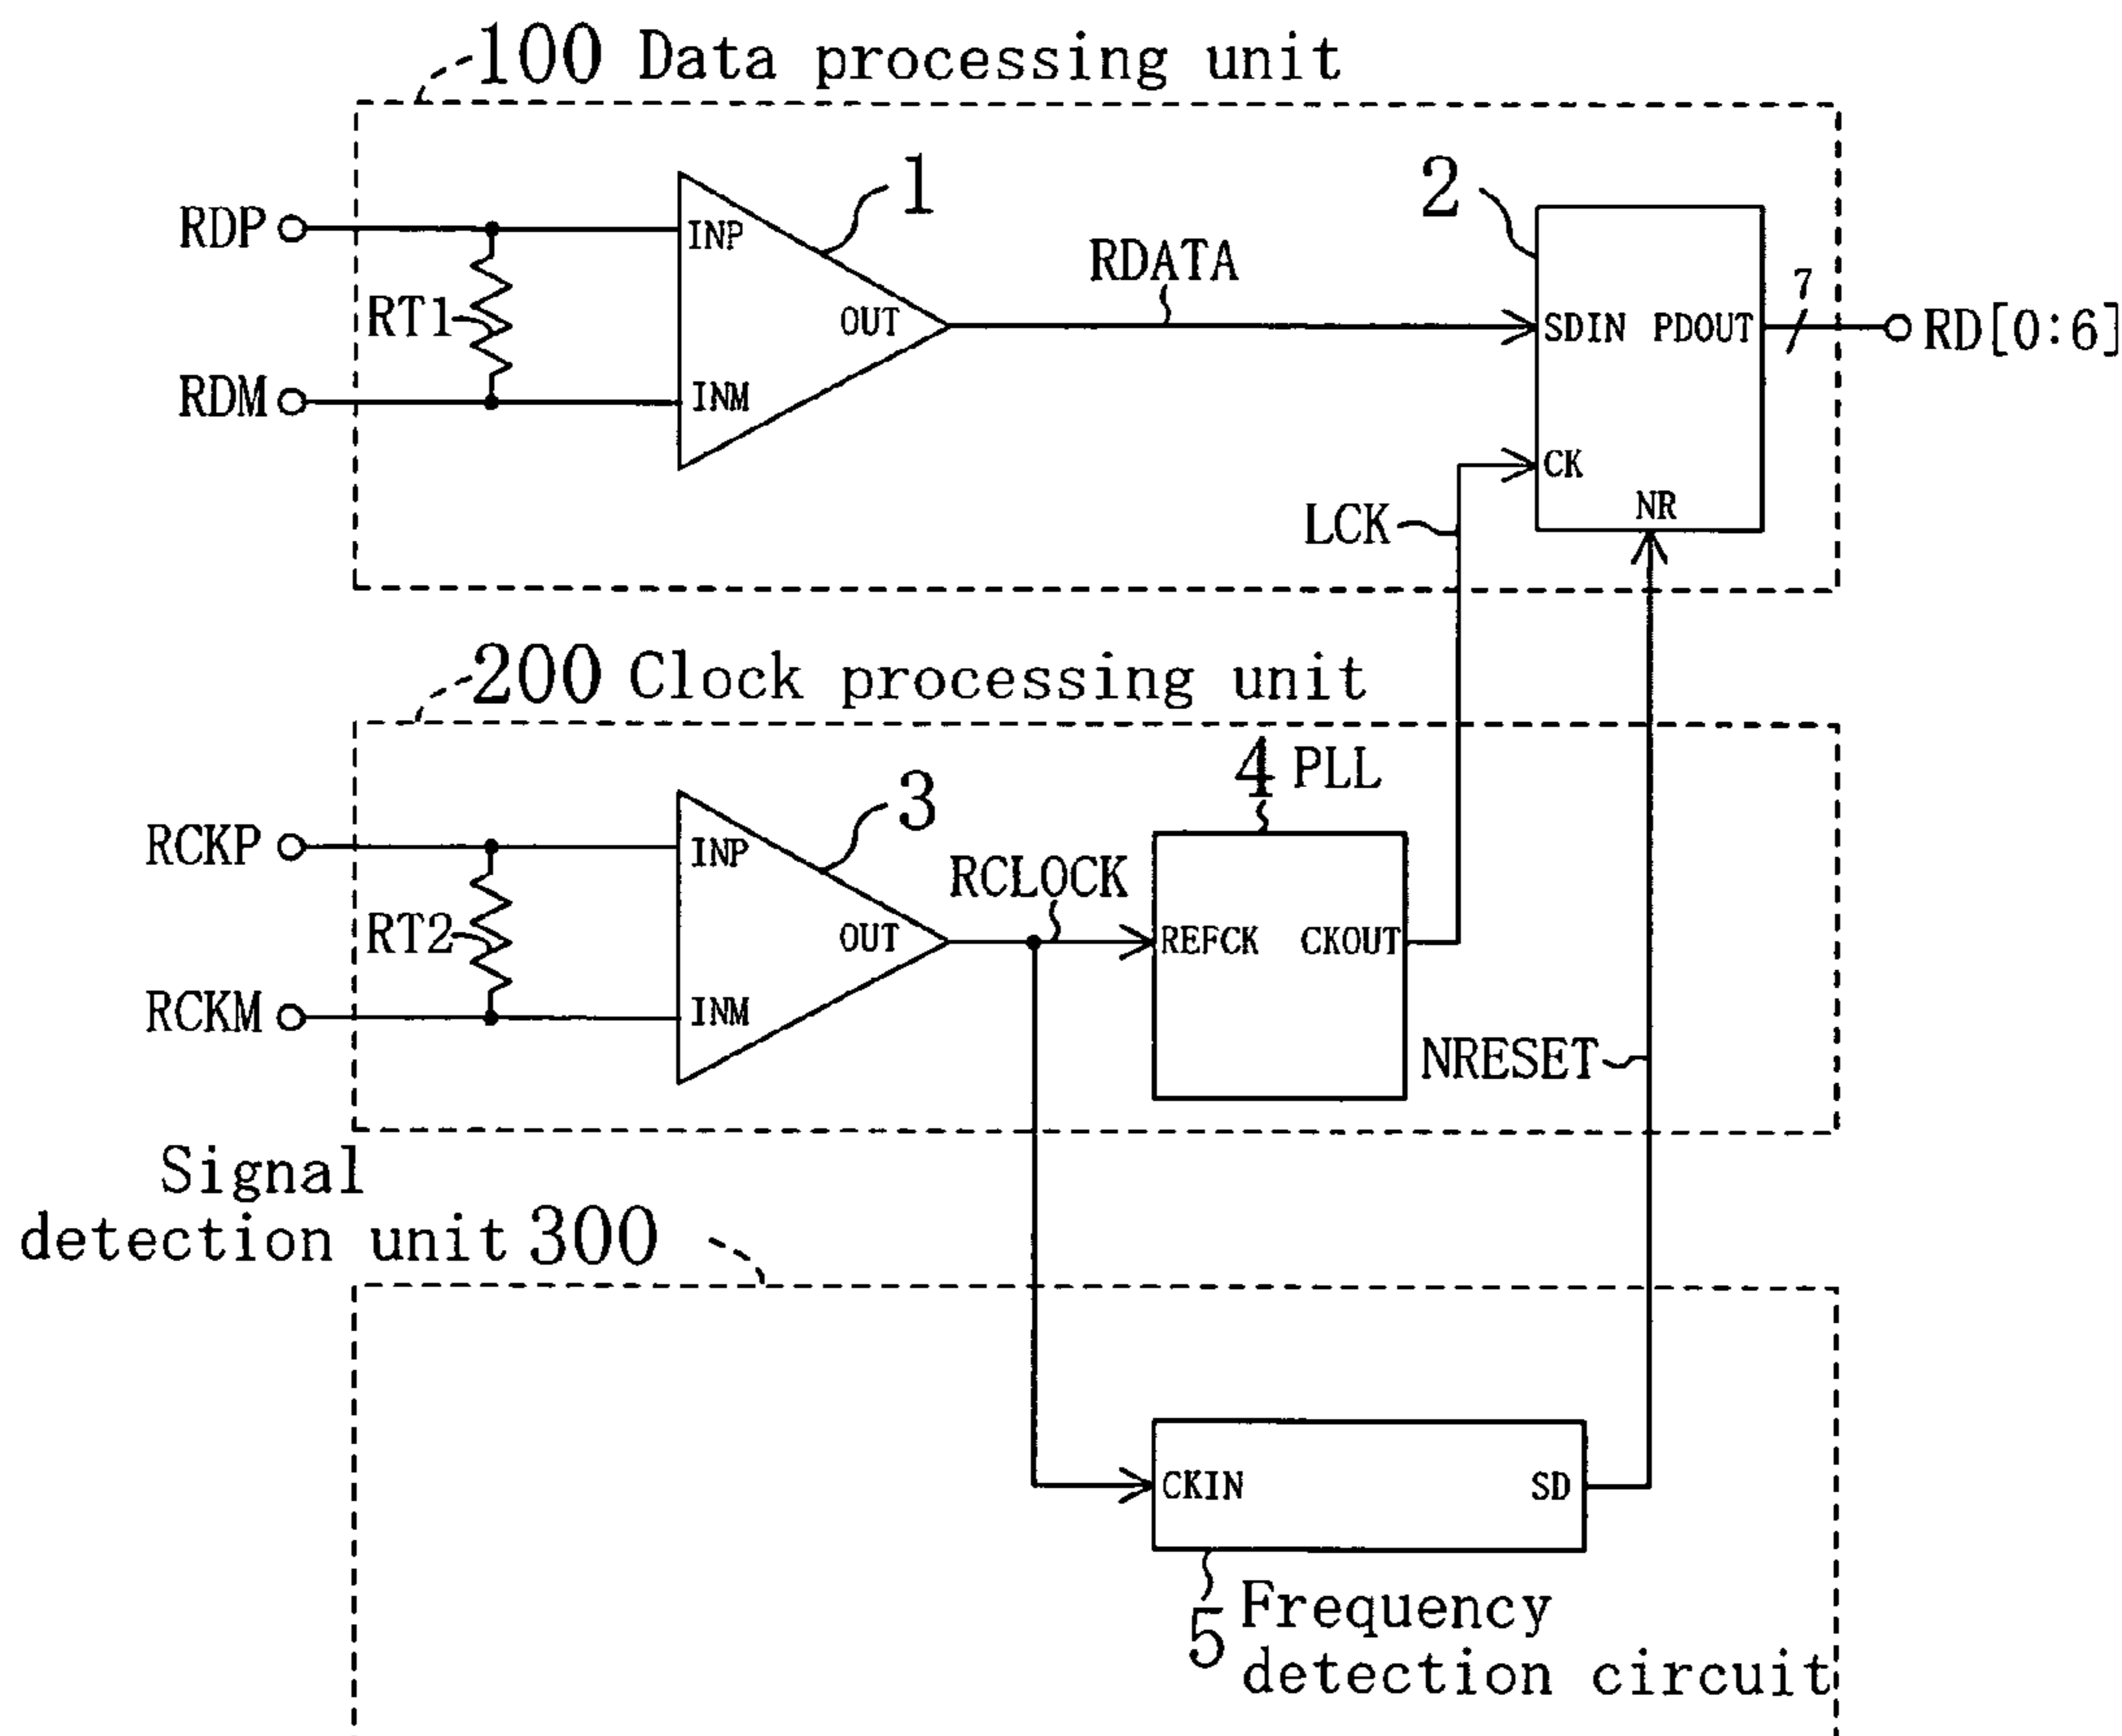 100 Data processing unit
RDP
RDM
RT1
INP
INM
OUT
1
RDATA
2
SDIN PDOUT
CK
NR
7
RD[0:6]
LCK
200 Clock processing unit
RCKP
RCKM
RT2
INP
INM
OUT
3
RCLOCK
4 PLL
REFCK CKOUT
NRESET
Signal
detection unit 300
CKIN SD
5 Frequency
detection circuit